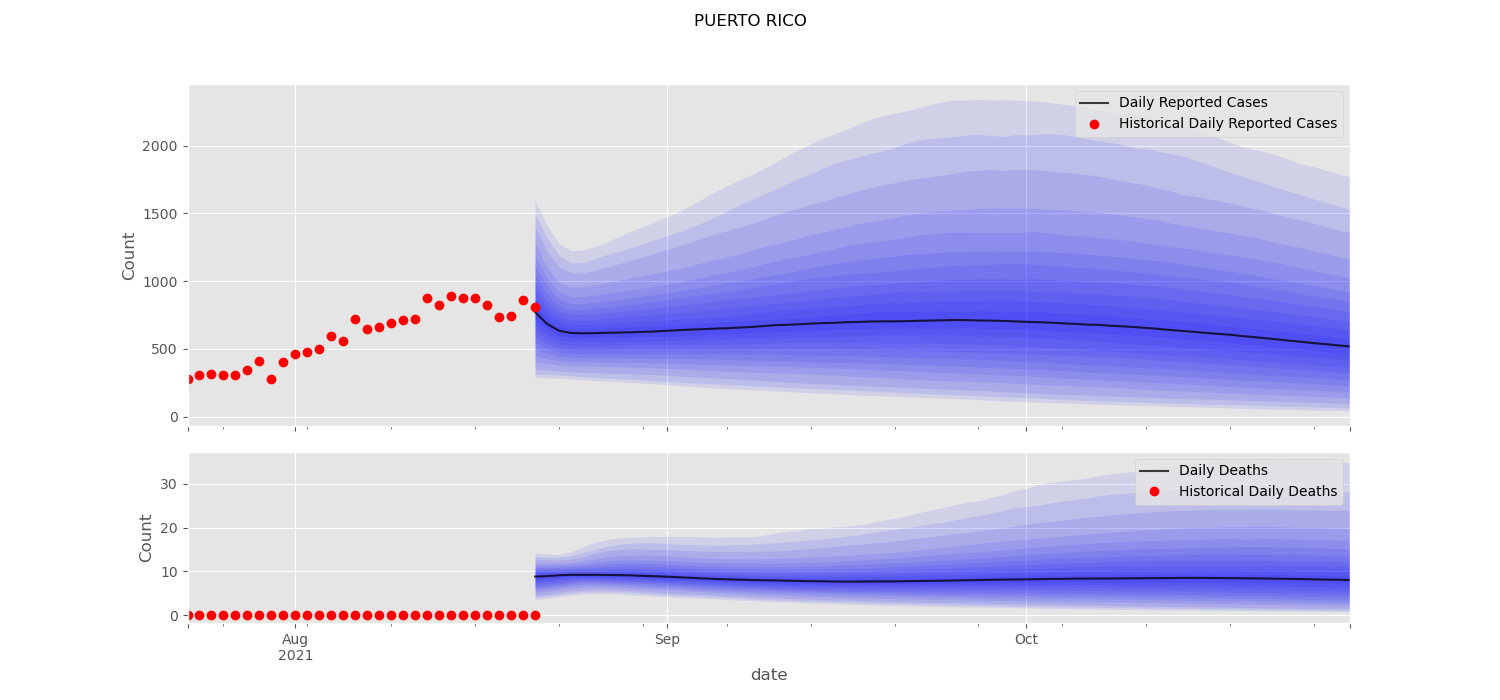 PUERTO RICO
Daily Reported Cases
Historical Daily Reported Cases
2000
1500
1000
500
0
Count
Daily Deaths
Historical Daily Deaths
30
20
10
0
Count
Aug
2021
Sep
Oct
date